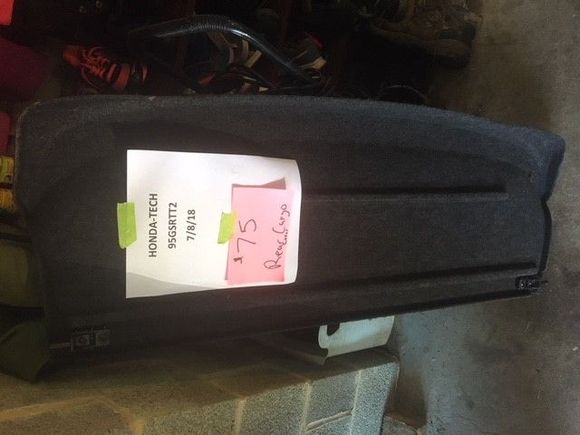 HONDA-TECH
95GSRTT2
7/8/18
$75
Rear Cargo